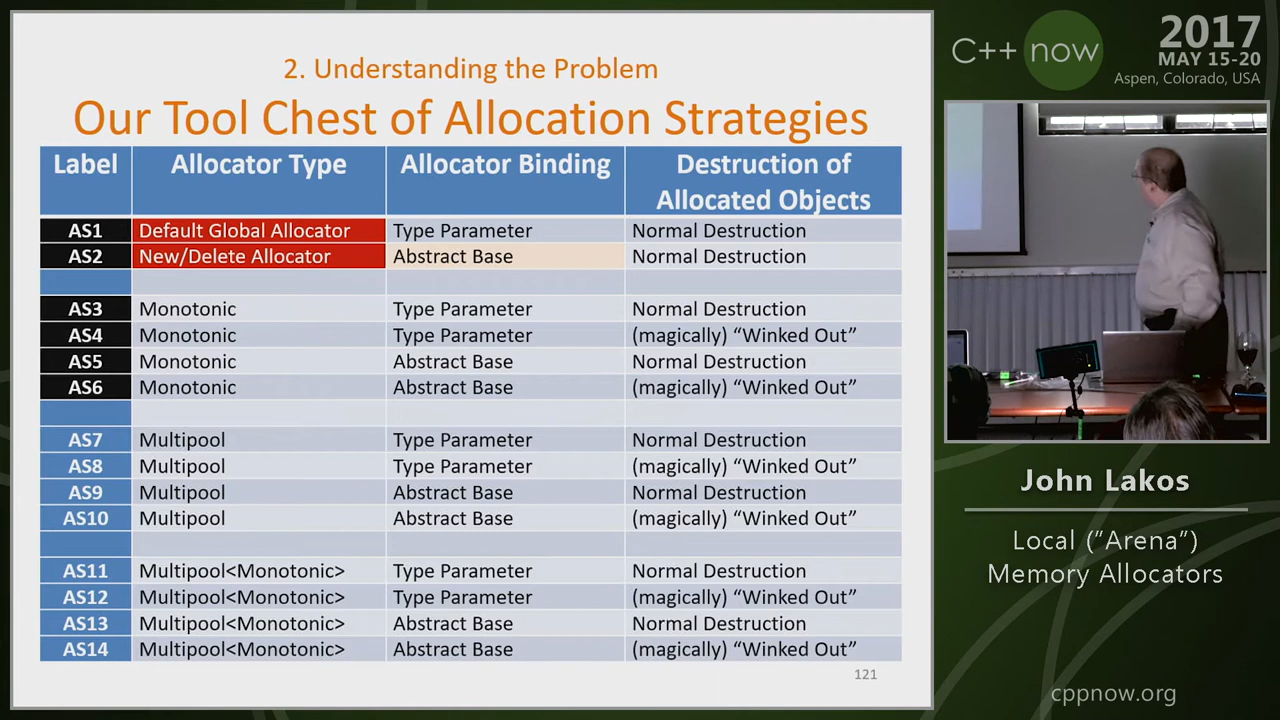 2. Understanding the Problem
Our Tool Chest of Allocation Strategies
Label Allocator Type Allocator Binding Destruction of Allocated Objects
AS1 Default Global Allocator Type Parameter Normal Destruction
AS2 New/Delete Allocator Abstract Base Normal Destruction
AS3 Monotonic Type Parameter Normal Destruction
AS4 Monotonic Type Parameter (magically) “Winked Out”
AS5 Monotonic Abstract Base Normal Destruction
AS6 Monotonic Abstract Base (magically) “Winked Out”
AS7 Multipool Type Parameter Normal Destruction
AS8 Multipool Type Parameter (magically) “Winked Out”
AS9 Multipool Abstract Base Normal Destruction
AS10 Multipool Abstract Base (magically) “Winked Out”
AS11 Multipool<Monotonic> Type Parameter Normal Destruction
AS12 Multipool<Monotonic> Type Parameter (magically) “Winked Out”
AS13 Multipool<Monotonic> Abstract Base Normal Destruction
AS14 Multipool<Monotonic> Abstract Base (magically) “Winked Out”
121
C++ now
2017
MAY 15-20
Aspen, Colorado, USA
John Lakos
Local (”Arena”)
Memory Allocators
cppnow.org